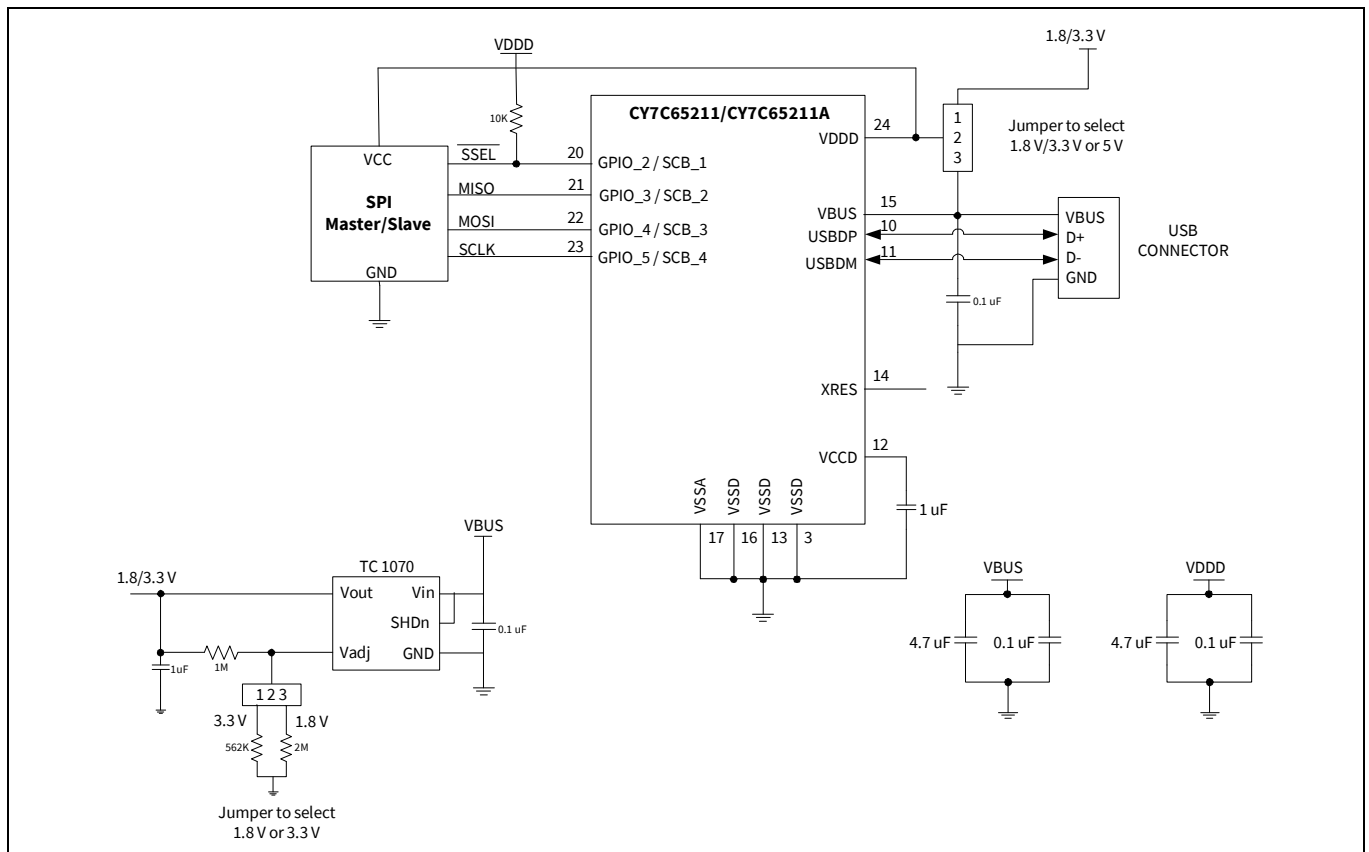 VDDD
1.8/3.3 V
10K
CY7C65211/CY7C65211A
VDDD
24
1
2
3
Jumper to select
1.8 V/3.3 V or 5 V
VCC
SPI
Master/Slave
GND
SSEL
MISO
MOSI
SCLK
20
21
22
23
GPIO_2 / SCB_1
GPIO_3 / SCB_2
GPIO_4 / SCB_3
GPIO_5 / SCB_4
VBUS
USBDP
USBDM
15
10
11
VBUS
D+
D-
GND
USB
CONNECTOR
0.1 uF
XRES
14
VCCD
12
1 uF
VSSA
VSSD
VSSD
VSSD
17
16
13
3
VBUS
1.8/3.3 V
TC 1070
Vout
Vin
SHDn
Vadj
GND
0.1 uF
1uF
1M
1 2 3
3.3 V
1.8 V
562K
2M
Jumper to select
1.8 V or 3.3 V
VBUS
4.7 uF
0.1 uF
VDDD
4.7 uF
0.1 uF